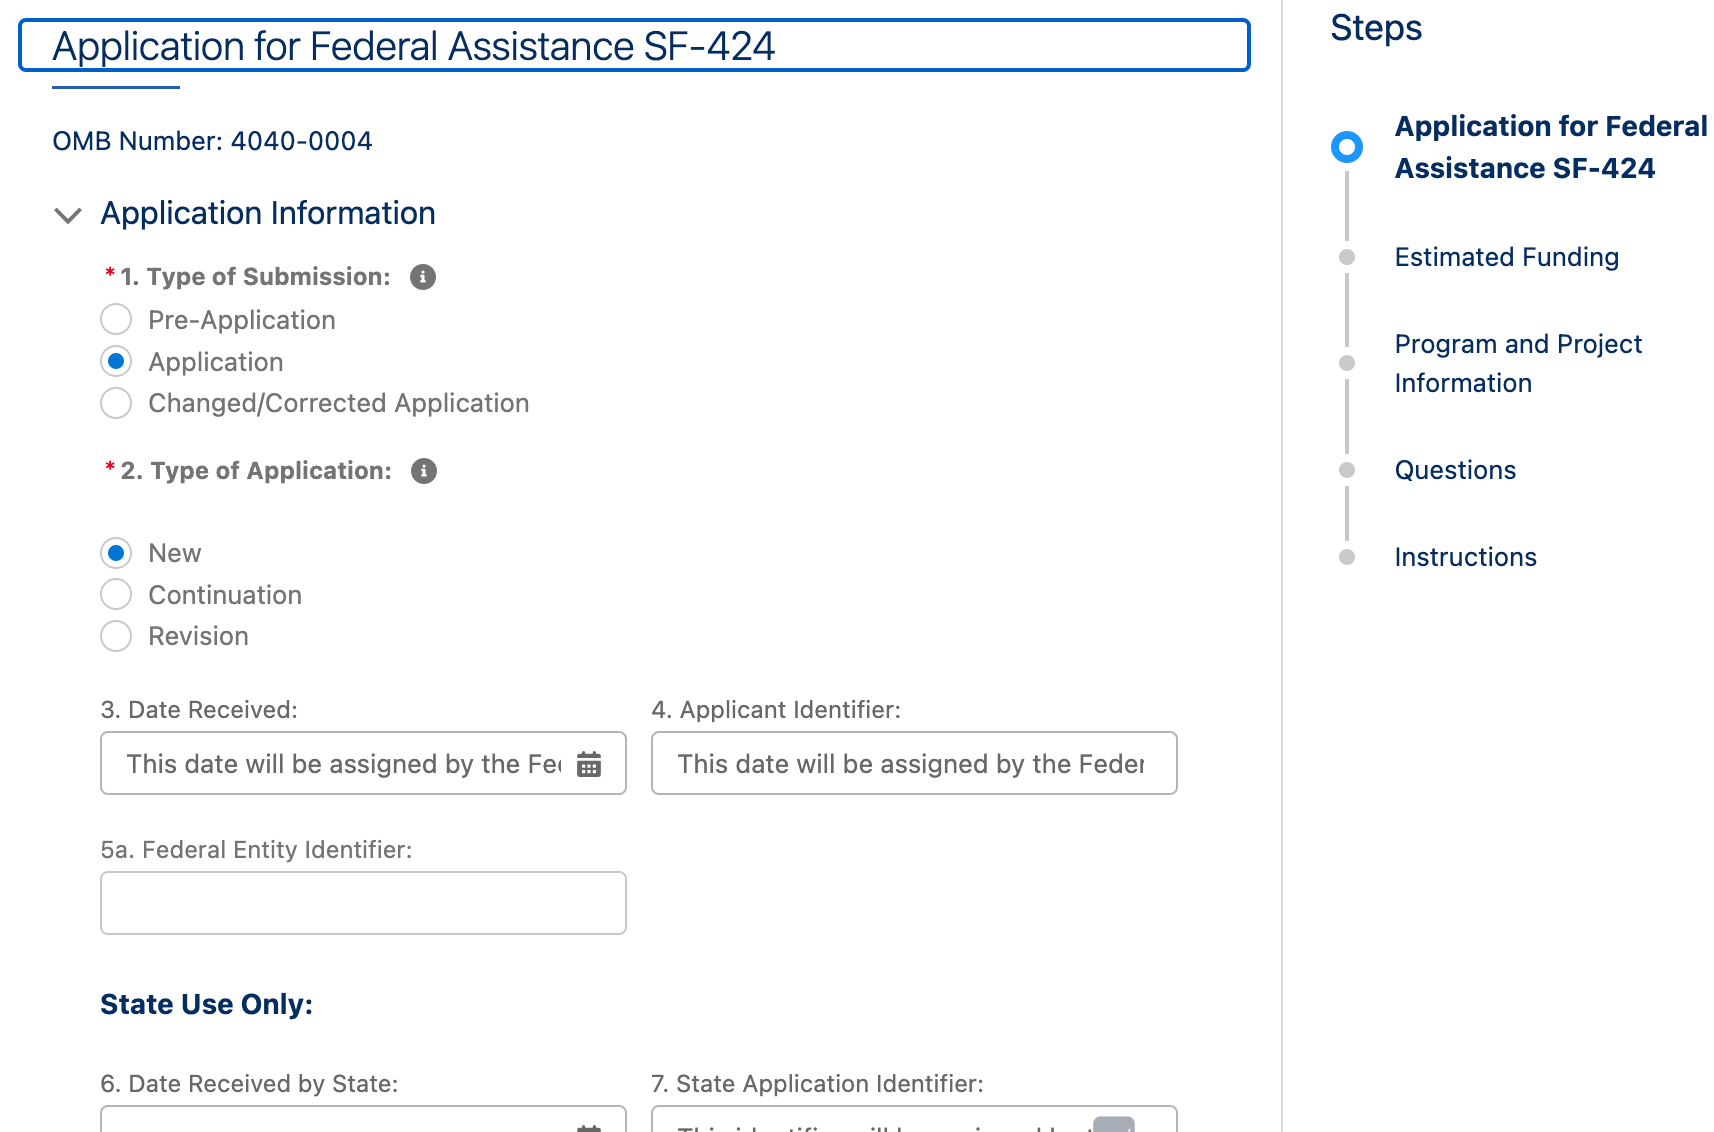 Application for Federal Assistance SF-424
OMB Number: 4040-0004
Application Information
* 1. Type of Submission:
Pre-Application
Application
Changed/Corrected Application
* 2. Type of Application:
New
Continuation
Revision
3. Date Received:
This date will be assigned by the
4. Applicant Identifier:
This date will be assigned by the
5a. Federal Entity Identifier:
State Use Only:
6. Date Received by State:
7. State Application Identifier:
Steps
Application for Federal
Assistance SF-424
Estimated Funding
Program and Project
Information
Questions
Instructions